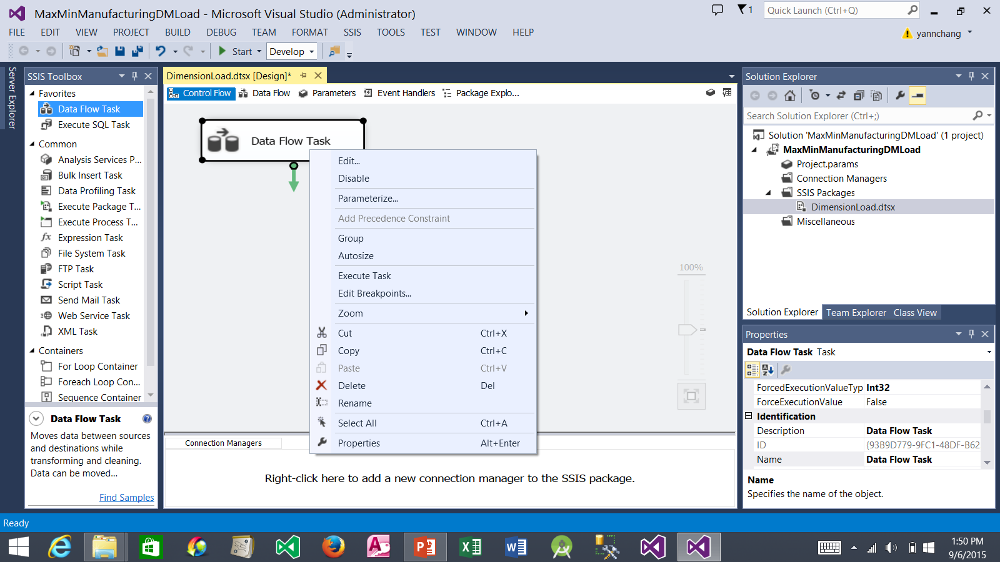 MaxMinManufacturingDMLoad - Microsoft Visual Studio (Administrator)
1
Quick Launch (Ctrl+Q)
FILE EDIT VIEW PROJECT BUILD DEBUG TEAM FORMAT SSIS TOOLS TEST WINDOW HELP
yannchang
Start
Develop
Server Explorer
SSIS Toolbox
Favorites
Data Flow Task
Execute SQL Task
Common
Analysis Services P...
Bulk Insert Task
Data Profiling Task
Execute Package T...
Execute Process T...
Expression Task
File System Task
FTP Task
Script Task
Send Mail Task
Web Service Task
XML Task
Containers
For Loop Container
Foreach Loop Con...
Sequence Container
Data Flow Task
Moves data between sources
and destinations while
transforming and cleaning.
Data can be moved...
Find Samples
DimensionLoad.dtsx [Design]*
Control Flow Data Flow Parameters Event Handlers Package Explo...
Data Flow Task
Edit...
Disable
Parameterize...
Add Precedence Constraint
Group
Autosize
Execute Task
Edit Breakpoints...
Zoom
Cut Ctrl+X
Copy Ctrl+C
Paste Ctrl+V
Delete Del
Rename
Select All Ctrl+A
Properties Alt+Enter
100%
Connection Managers
Right-click here to add a new connection manager to the SSIS package.
Solution Explorer
Search Solution Explorer (Ctrl+;)
Solution 'MaxMinManufacturingDMLoad' (1 project)
MaxMinManufacturingDMLoad
Project.params
Connection Managers
SSIS Packages
DimensionLoad.dtsx
Miscellaneous
Solution Explorer Team Explorer Class View
Properties
Data Flow Task Task
ForcedExecutionValueTyp Int32
ForceExecutionValue False
Identification
Description Data Flow Task
ID {93B9D779-9FC1-48DF-B62
Name Data Flow Task
Name
Specifies the name of the object.
Ready
1:50 PM
9/6/2015